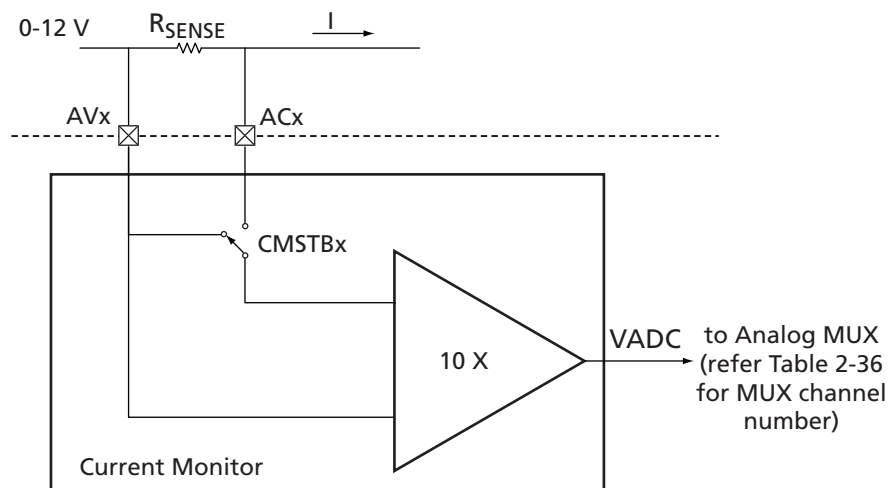 0-12 V
RSENSE
I
AVx
ACx
CMSTBx
10 X
VADC
to Analog MUX
(refer Table 2-36
for MUX channel
number)
Current Monitor